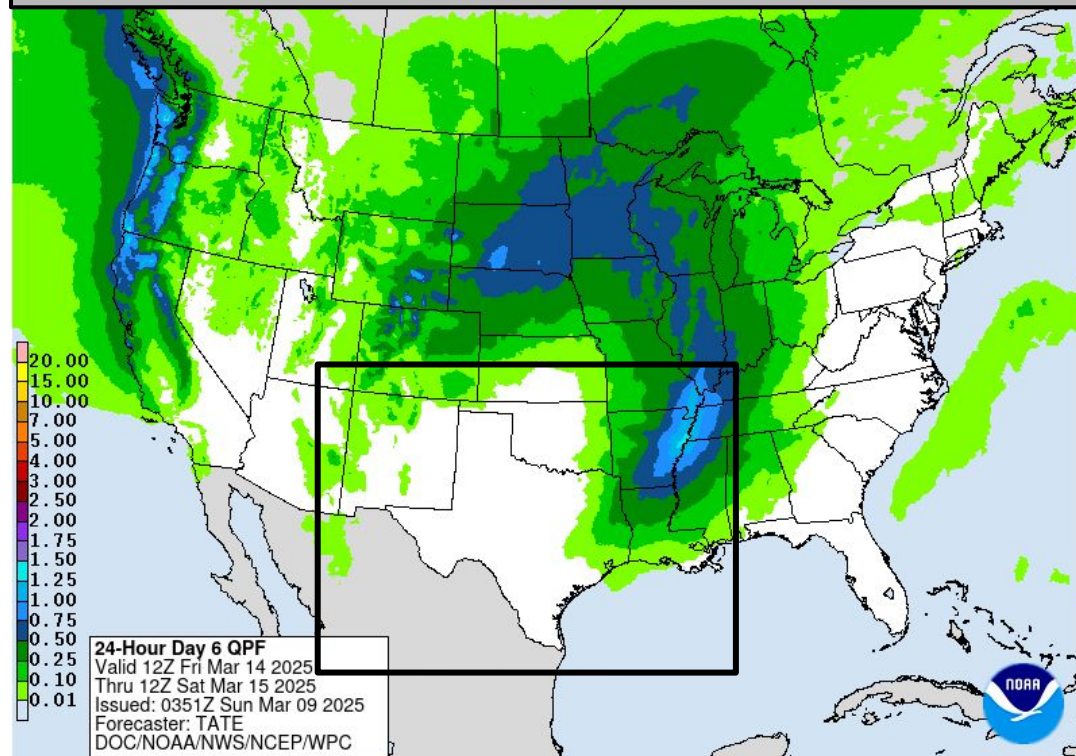 20.00
15.00
10.00
7.00
5.00
4.00
3.00
2.50
2.00
1.75
1.50
1.25
1.00
0.75
0.50
0.25
0.10
0.01
24-Hour Day 6 QPF
Valid 12Z Fri Mar 14 2025
Thru 12Z Sat Mar 15 2025
Issued: 0351Z Sun Mar 09 2025
Forecaster: TATE
DOC/NOAA/NWS/NCEP/WPC
NOAA